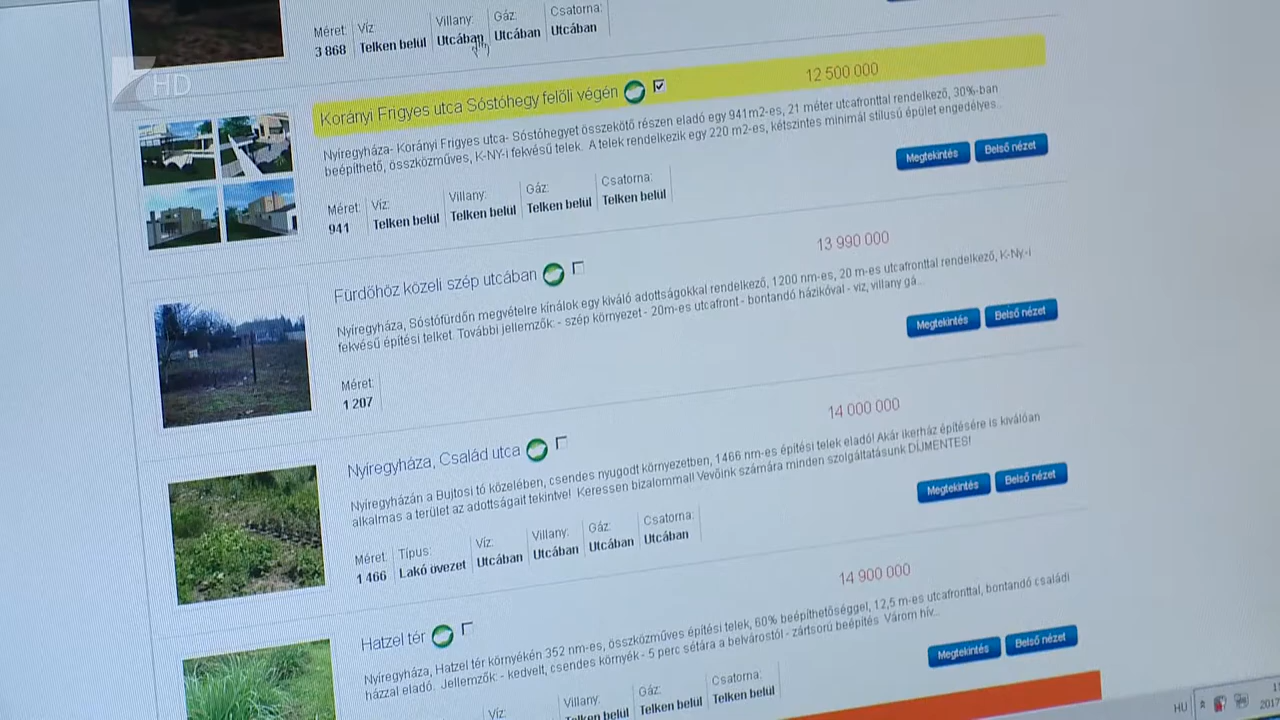 Méret: Víz: Villany: Gáz: Csatorna:
3 868 Telken belül Utcában Utcában Utcában
HD
Korányi Frigyes utca Sóstóhegy felőli végén
12 500 000
Nyíregyháza- Korányi Frigyes utca- Sóstóhegyet összekötő részen eladó egy 941m2-es, 21 méter utcafronttal rendelkező, 30%-ban
beépíthető, összközműves, K-NY-i fekvésű telek. A telek rendelkezik egy 220 m2-es, kétszintes minimál stílusú épület engedélyes..
Megtekintés Belső nézet
Méret: Víz: Villany: Gáz: Csatorna:
941 Telken belül Telken belül Telken belül Telken belül
13 990 000
Fürdőhöz közeli szép utcában
Nyíregyháza, Sóstófürdőn megvételre kínálok egy kiváló adottságokkal rendelkező, 1200 nm-es, 20 m-es utcafronttal rendelkező, K-Ny.-i
fekvésű építési telket. További jellemzők: - szép környezet - 20m-es utcafront - bontandó házikóval - víz, villany gá...
Megtekintés Belső nézet
Méret:
1 207
14 000 000
Nyíregyháza, Család utca
Nyíregyházán a Bujtosi tó közelében, csendes nyugodt környezetben, 1466 nm-es építési telek eladó! Akár ikerház építésére is kiválóan
alkalmas a terület az adottságait tekintve! Keressen bizalommal! Vevőink számára minden szolgáltatásunk DÍJMENTES!
Megtekintés Belső nézet
Méret: Típus: Víz: Villany: Gáz: Csatorna:
1 466 Lakó övezet Utcában Utcában Utcában Utcában
14 900 000
Hatzel tér
Nyíregyháza, Hatzel tér környékén 352 nm-es, összközműves építési telek, 60% beépíthetőséggel, 12,5 m-es utcafronttal, bontandó családi
házzal eladó. Jellemzők: - kedvelt, csendes környék - 5 perc sétára a belvárostól - zártsorú beépítés Várom hív...
Megtekintés Belső nézet
Víz: Villany: Gáz: Csatorna:
Telken belül Telken belül Telken belül
HU